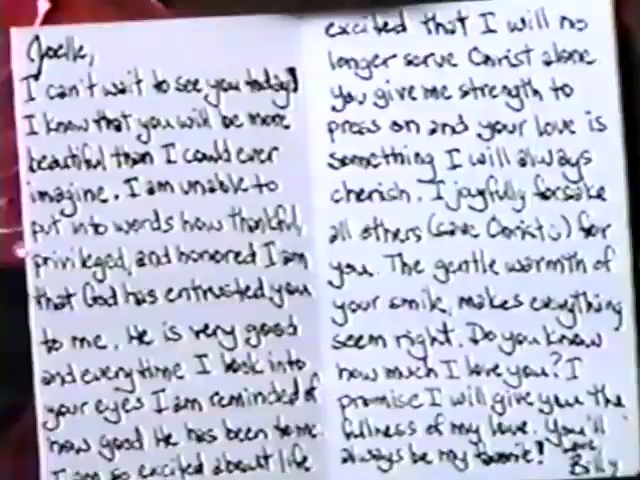 Joelle,
I can't wait to see you today!
I know that you will be more
beautiful than I could ever
imagine. I am unable to
put into words how thankful,
privileged, and honored I am
that God has entrusted you
to me. He is very good
and every time I look into
your eyes I am reminded of
how good He has been to me.
I am so excited about life
excited that I will no
longer serve Christ alone
You give me strength to
press on and your love is
something I will always
cherish. I joyfully forsake
all others (save Christ) for
you. The gentle warmth of
your smile, makes everything
seem right. Do you know
how much I love you? I
promise I will give you the
fullness of my love. You'll
always be my favorite! Love,
Billy